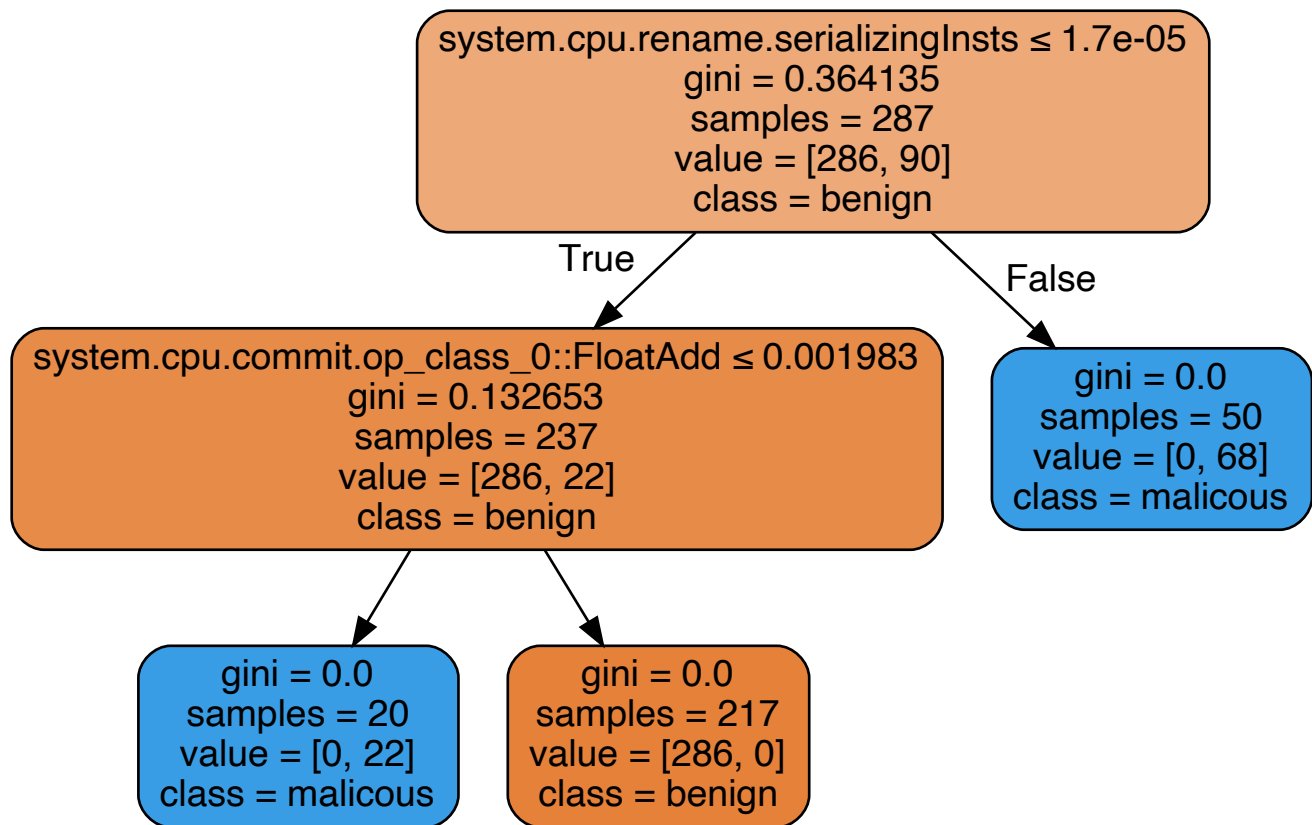 system.cpu.rename.serializingInsts ≤ 1.7e-05
gini = 0.364135
samples = 287
value = [286, 90]
class = benign
True
False
system.cpu.commit.op_class_0::FloatAdd ≤ 0.001983
gini = 0.132653
samples = 237
value = [286, 22]
class = benign
gini = 0.0
samples = 50
value = [0, 68]
class = malicous
gini = 0.0
samples = 20
value = [0, 22]
class = malicous
gini = 0.0
samples = 217
value = [286, 0]
class = benign